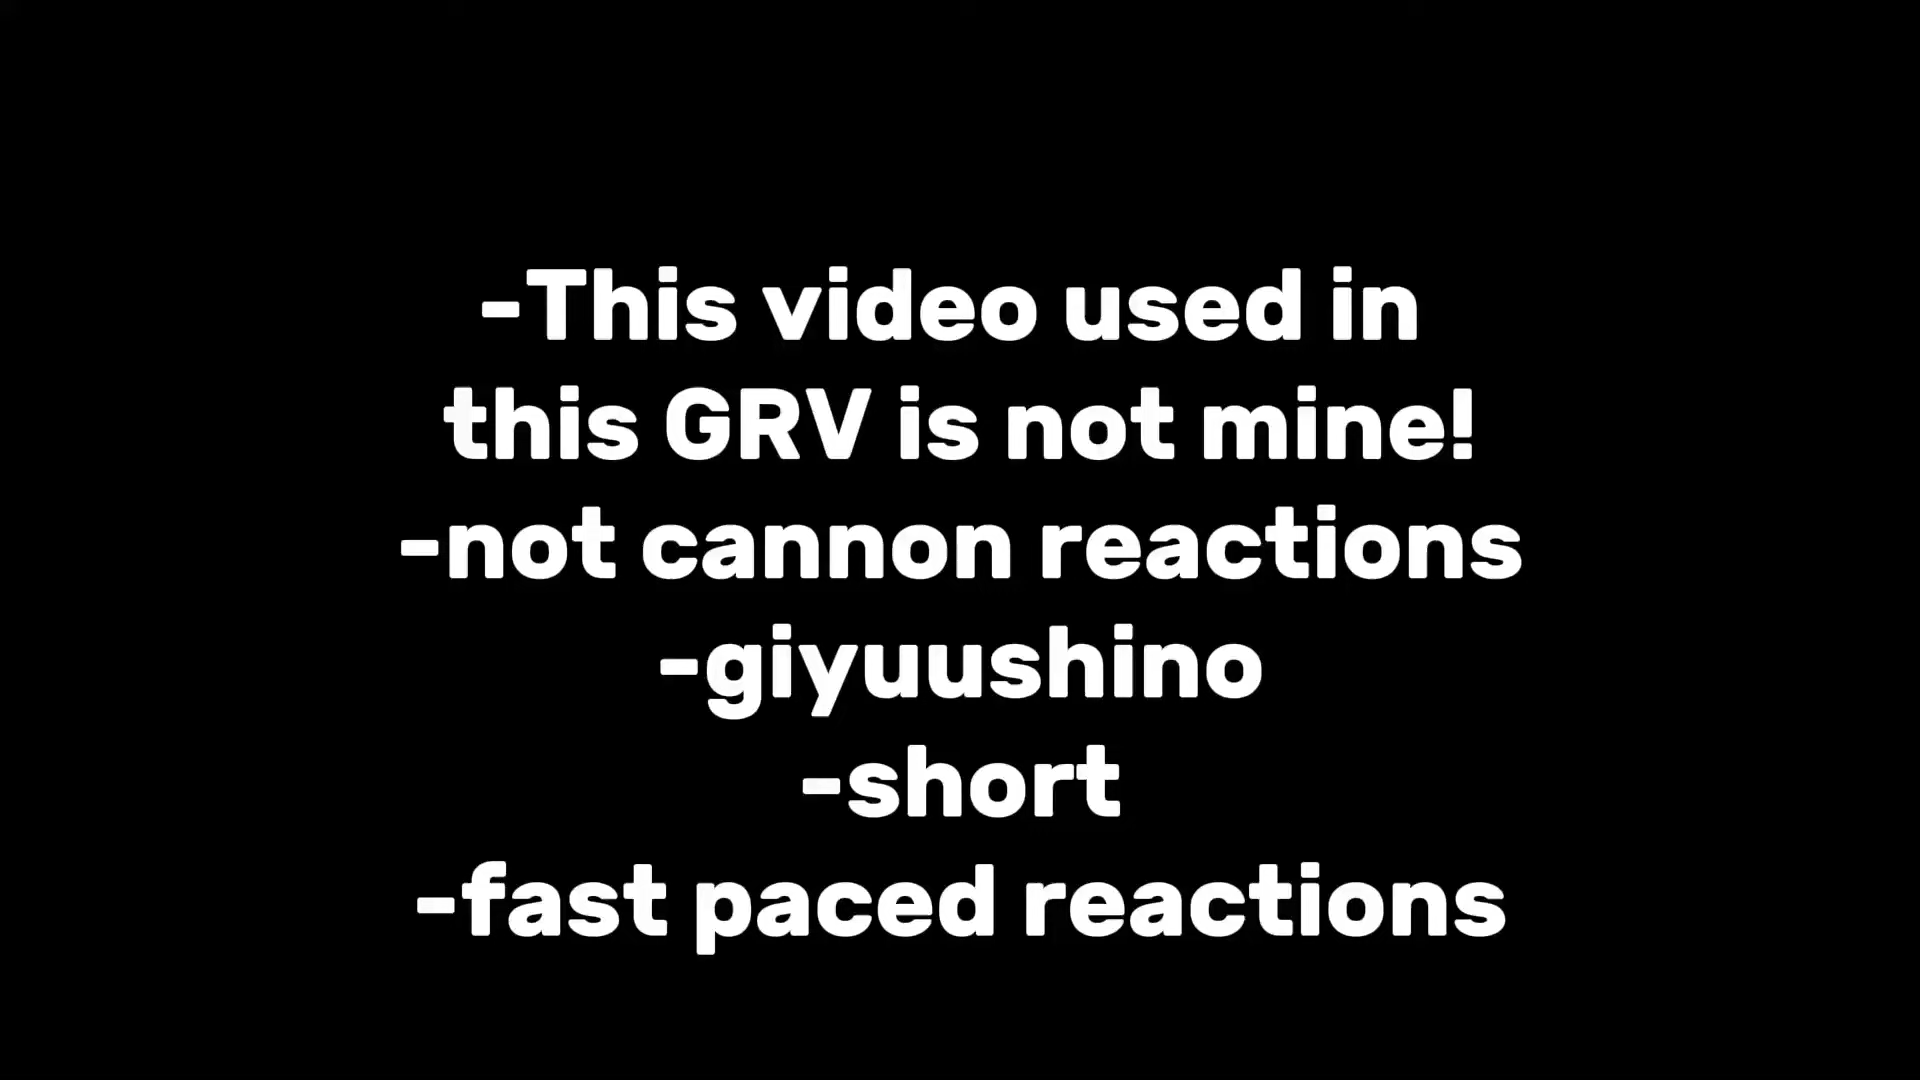 -This video used in
this GRV is not mine!
-not cannon reactions
-giyuushino
-short
-fast paced reactions